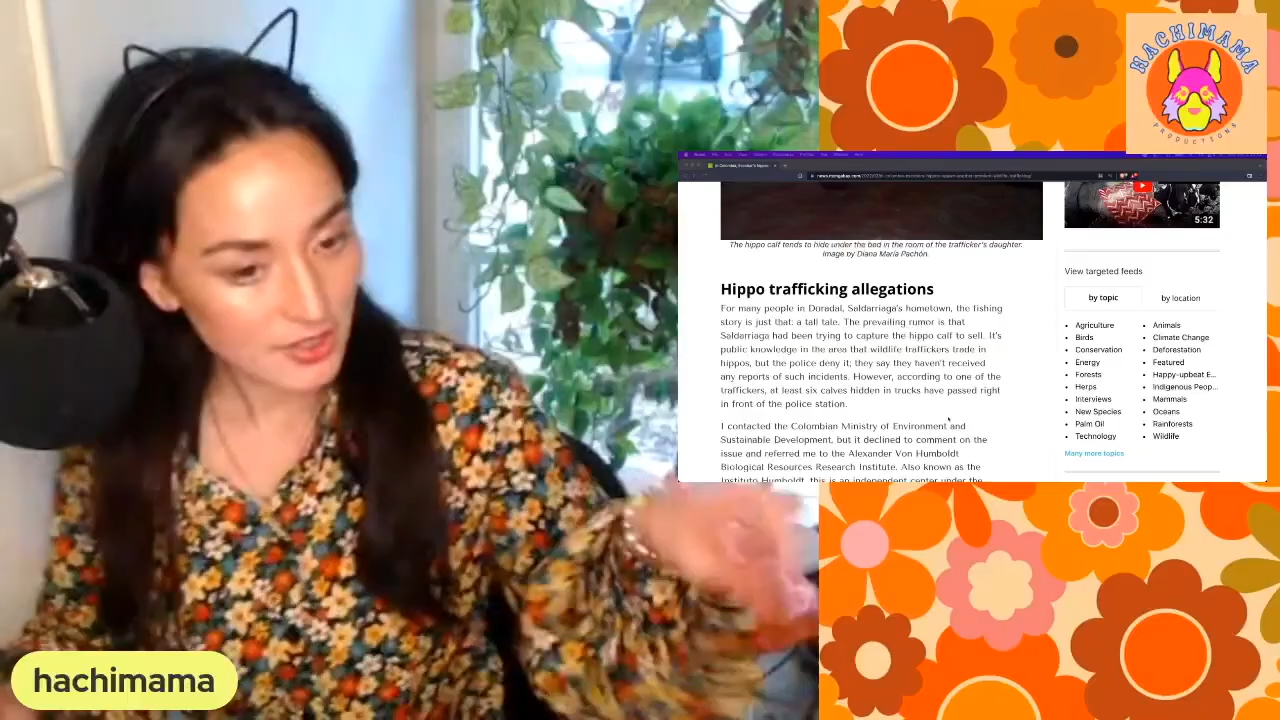 HACHIMAMA
PRODUCTIONS
5:32
The hippo calf tends to hide under the bed in the room of the trafficker's daughter.
Image by Diana María Pachón.
Hippo trafficking allegations
For many people in Doradal, Saldarriaga's hometown, the fishing
story is just that: a tall tale. The prevailing rumor is that
Saldarriaga had been trying to capture the hippo calf to sell. It's
public knowledge in the area that wildlife traffickers trade in
hippos, but the police deny it; they say they haven't received
any reports of such incidents. However, according to one of the
traffickers, at least six calves hidden in trucks have passed right
in front of the police station.
I contacted the Colombian Ministry of Environment and
Sustainable Development, but it declined to comment on the
issue and referred me to the Alexander Von Humboldt
Biological Resources Research Institute. Also known as the
Instituto Humboldt, this is an independent center under the
View targeted feeds
by topic
by location
Agriculture
Birds
Conservation
Energy
Forests
Herps
Interviews
New Species
Palm Oil
Technology
Animals
Climate Change
Deforestation
Featured
Happy-upbeat E...
Indigenous Peop...
Mammals
Oceans
Rainforests
Wildlife
Many more topics
hachimama